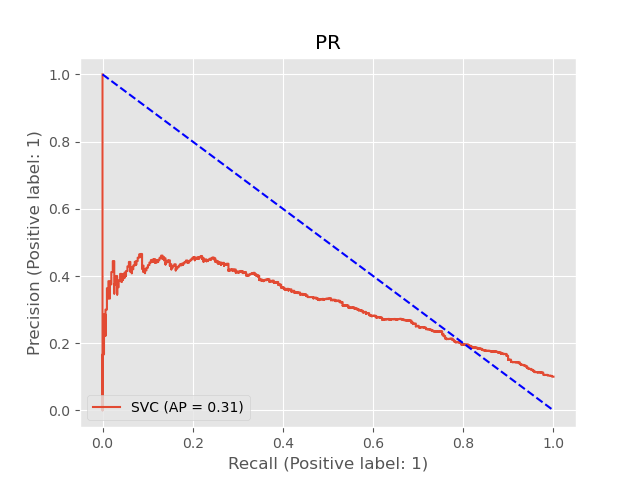 PR
Precision (Positive label: 1)
1.0
0.8
0.6
0.4
0.2
0.0
SVC (AP = 0.31)
0.0 0.2 0.4 0.6 0.8 1.0
Recall (Positive label: 1)